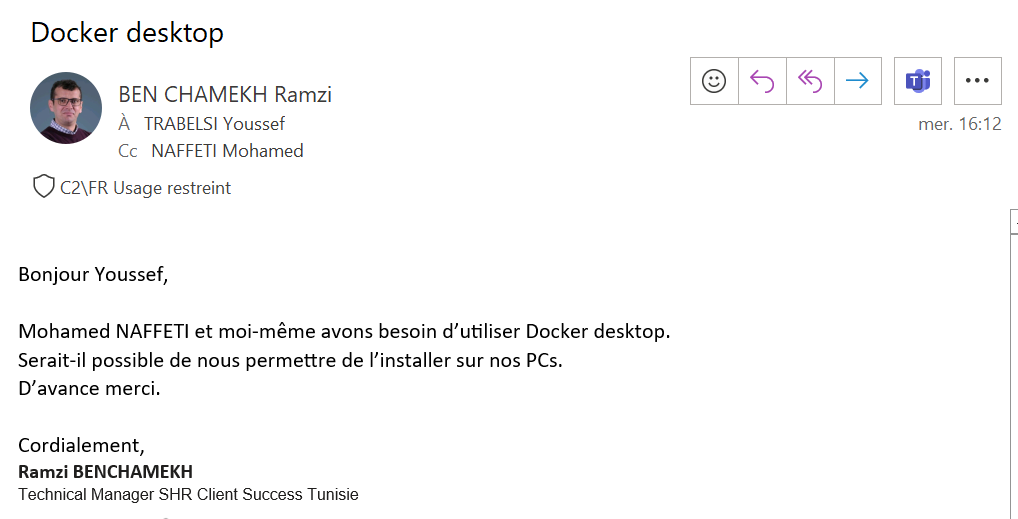 Docker desktop
BEN CHAMEKH Ramzi
À TRABELSI Youssef
mer. 16:12
Cc NAFFETI Mohamed
C2\FR Usage restreint
Bonjour Youssef,
Mohamed NAFFETI et moi-même avons besoin d’utiliser Docker desktop.
Serait-il possible de nous permettre de l’installer sur nos PCs.
D’avance merci.
Cordialement,
Ramzi BENCHAMEKH
Technical Manager SHR Client Success Tunisie